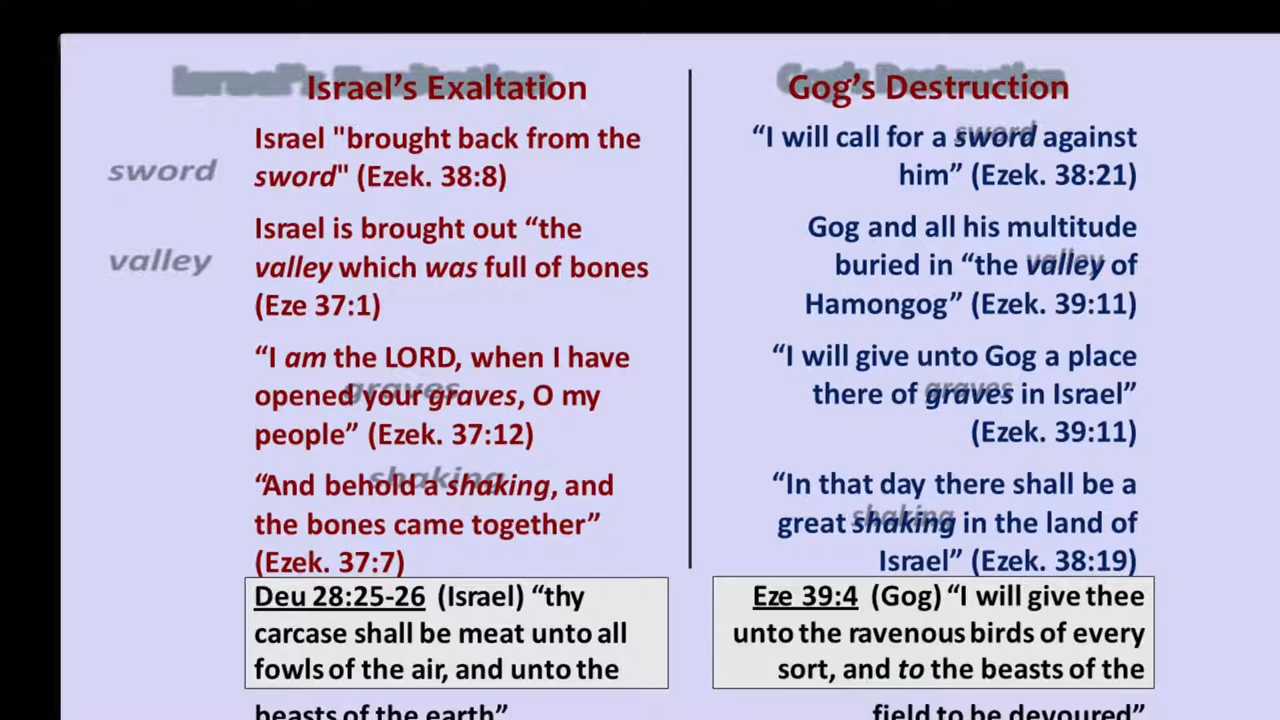 Israel's Exaltation
Israel "brought back from the
sword" (Ezek. 38:8)
sword
Israel is brought out “the
valley which was full of bones
(Eze 37:1)
valley
“I am the LORD, when I have
opened your graves, O my
people” (Ezek. 37:12)
graves
“And behold a shaking, and
the bones came together”
(Ezek. 37:7)
shaking
Deu 28:25-26 (Israel) “thy
carcase shall be meat unto all
fowls of the air, and unto the
beasts of the earth”
Gog’s Destruction
“I will call for a sword against
him” (Ezek. 38:21)
Gog and all his multitude
buried in “the valley of
Hamongog” (Ezek. 39:11)
“I will give unto Gog a place
there of graves in Israel”
(Ezek. 39:11)
“In that day there shall be a
great shaking in the land of
Israel” (Ezek. 38:19)
Eze 39:4 (Gog) “I will give thee
unto the ravenous birds of every
sort, and to the beasts of the
field to be devoured”